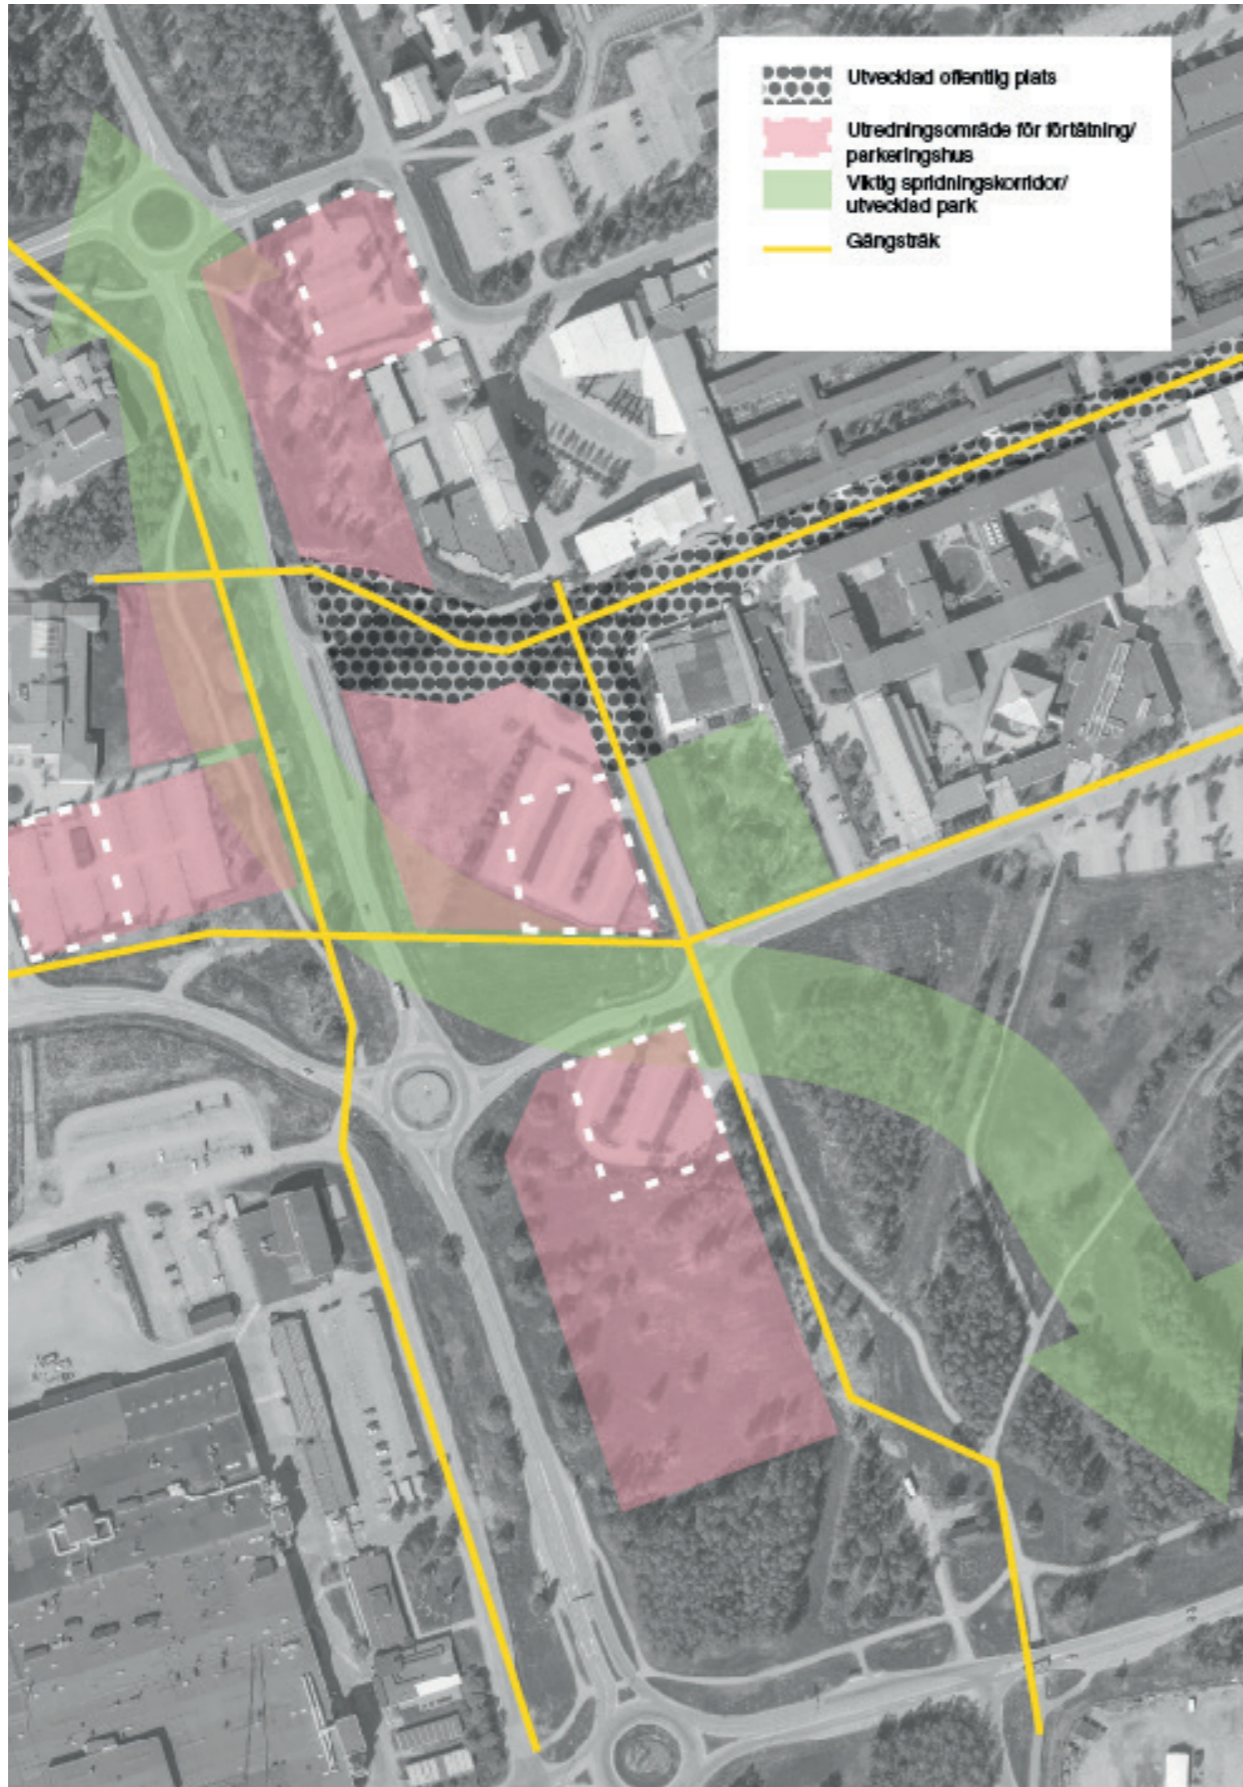 Utvecklad offentlig plats
Utredningsområde för förtätning/
parkeringshus
Viktig spridningskorridor/
utvecklad park
Gångstråk